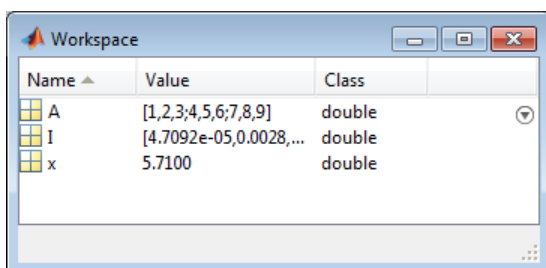 Workspace
Name Value Class
A [1,2,3;4,5,6;7,8,9] double
I [4.7092e-05,0.0028,... double
x 5.7100 double